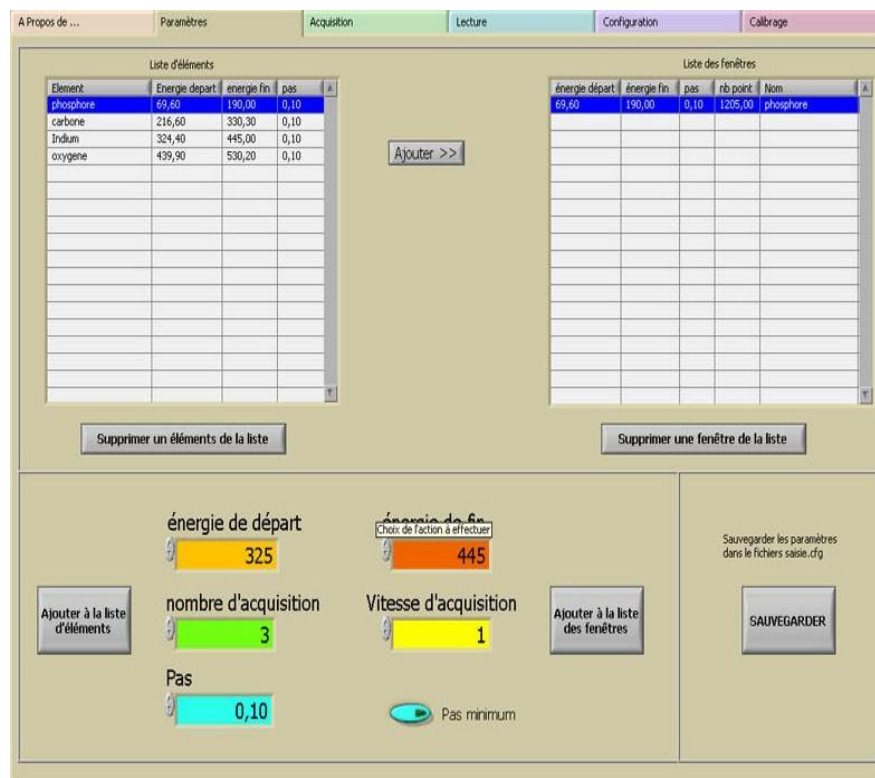 A Propos de ...
Paramètres
Acquisition
Lecture
Configuration
Calibrage
Liste d'éléments
Element Energie depart energie fin pas
phosphore 69,60 190,00 0,10
carbone 216,60 330,30 0,10
Indium 324,40 445,00 0,10
oxygene 439,90 530,20 0,10
Ajouter >>
Liste des fenêtres
énergie départ énergie fin pas nb point Nom
69,60 190,00 0,10 1205,00 phosphore
Supprimer un éléments de la liste
Supprimer une fenêtre de la liste
énergie de départ
325
énergie de fin
Choix de l'action à effectuer
445
Ajouter à la liste
d'éléments
nombre d'acquisition
3
Vitesse d'acquisition
1
Ajouter à la liste
des fenêtres
Pas
0,10
Pas minimum
Sauvegarder les paramètres
dans le fichiers saisie.cfg
SAUVEGARDER